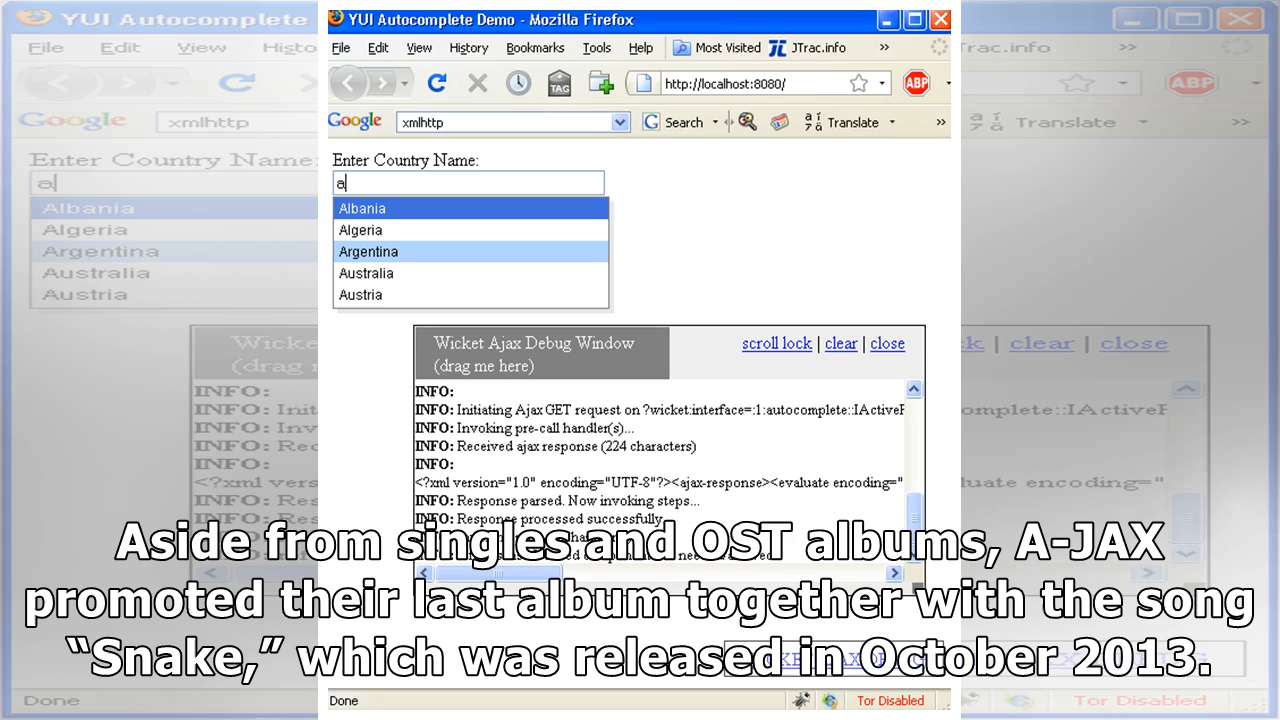 YUI Autocomplete Demo - Mozilla Firefox
File Edit View History Bookmarks Tools Help Most Visited JTrac.info »
TAG http://localhost:8080/ ABP
Google xmlhttp Search Translate »
Enter Country Name:
a
Albania
Algeria
Argentina
Australia
Austria
Wicket Ajax Debug Window
(drag me here)
scroll lock | clear | close
INFO:
INFO: Initiating Ajax GET request on ?wicket:interface=:1:autocomplete::IActiveF
INFO: Invoking pre-call handler(s)...
INFO: Received ajax response (224 characters)
INFO:
<?xml version="1.0" encoding="UTF-8"?><ajax-response><evaluate encoding="
INFO: Response parsed. Now invoking steps...
INFO: Response processed successfully.
Aside from singles and OST albums, A-JAX
promoted their last album together with the song
“Snake,” which was released in October 2013.
Done Tor Disabled